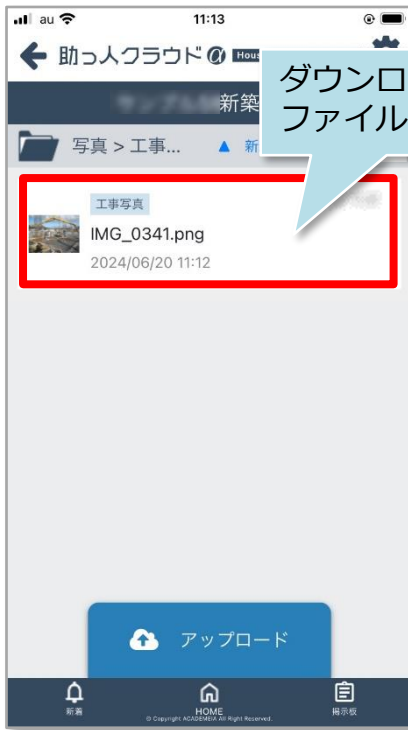 au
11:13
助っ人クラウド α
ダウンロ
ファイル
新築
写真 > 工事...
▲ 新
工事写真
IMG_0341.png
2024/06/20 11:12
アップロード
新着
HOME
掲示板
© Copyright ACADEMEIA All Right Reserved.